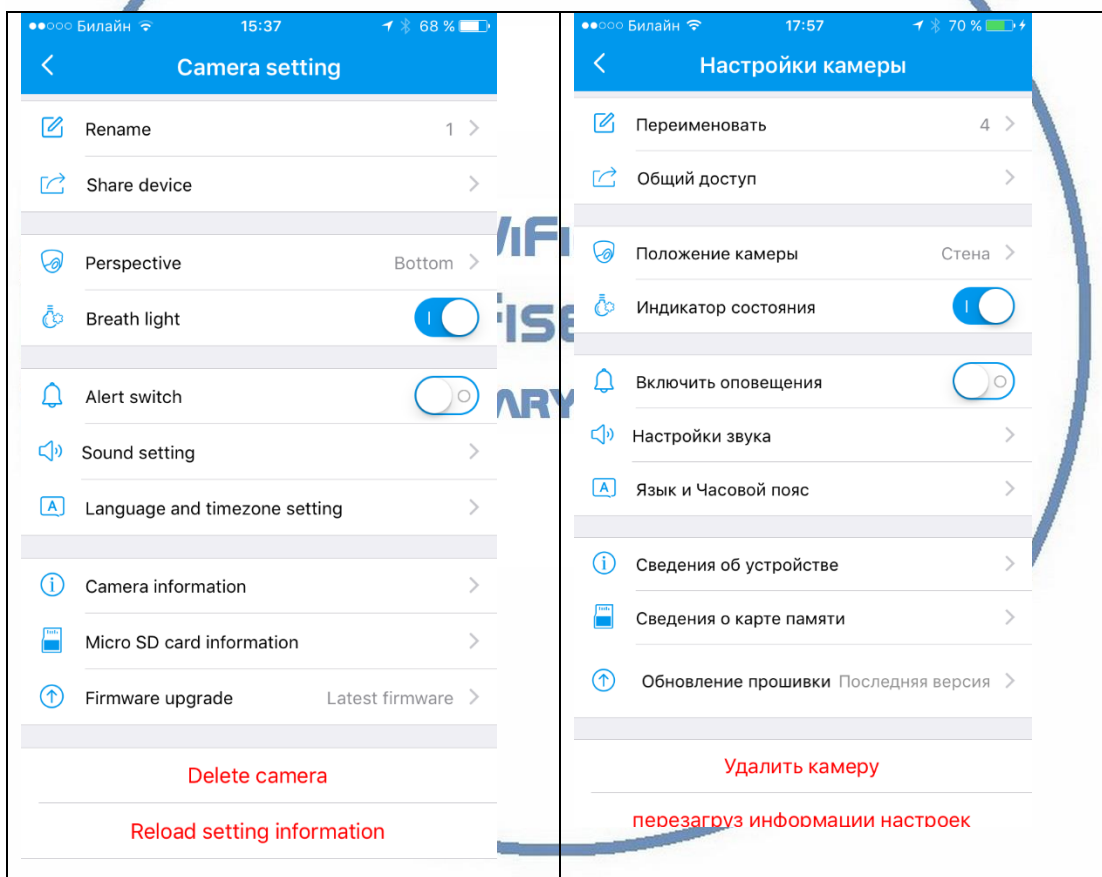 Билайн 15:37 68 %
Camera setting
Rename 1
Share device
Perspective Bottom
Breath light
Alert switch
Sound setting
Language and timezone setting
Camera information
Micro SD card information
Firmware upgrade Latest firmware
Delete camera
Reload setting information
Билайн 17:57 70 %
Настройки камеры
Переименовать 4
Общий доступ
Положение камеры Стена
Индикатор состояния
Включить оповещения
Настройки звука
Язык и Часовой пояс
Сведения об устройстве
Сведения о карте памяти
Обновление прошивки Последняя версия
Удалить камеру
перезагруз информации настроек